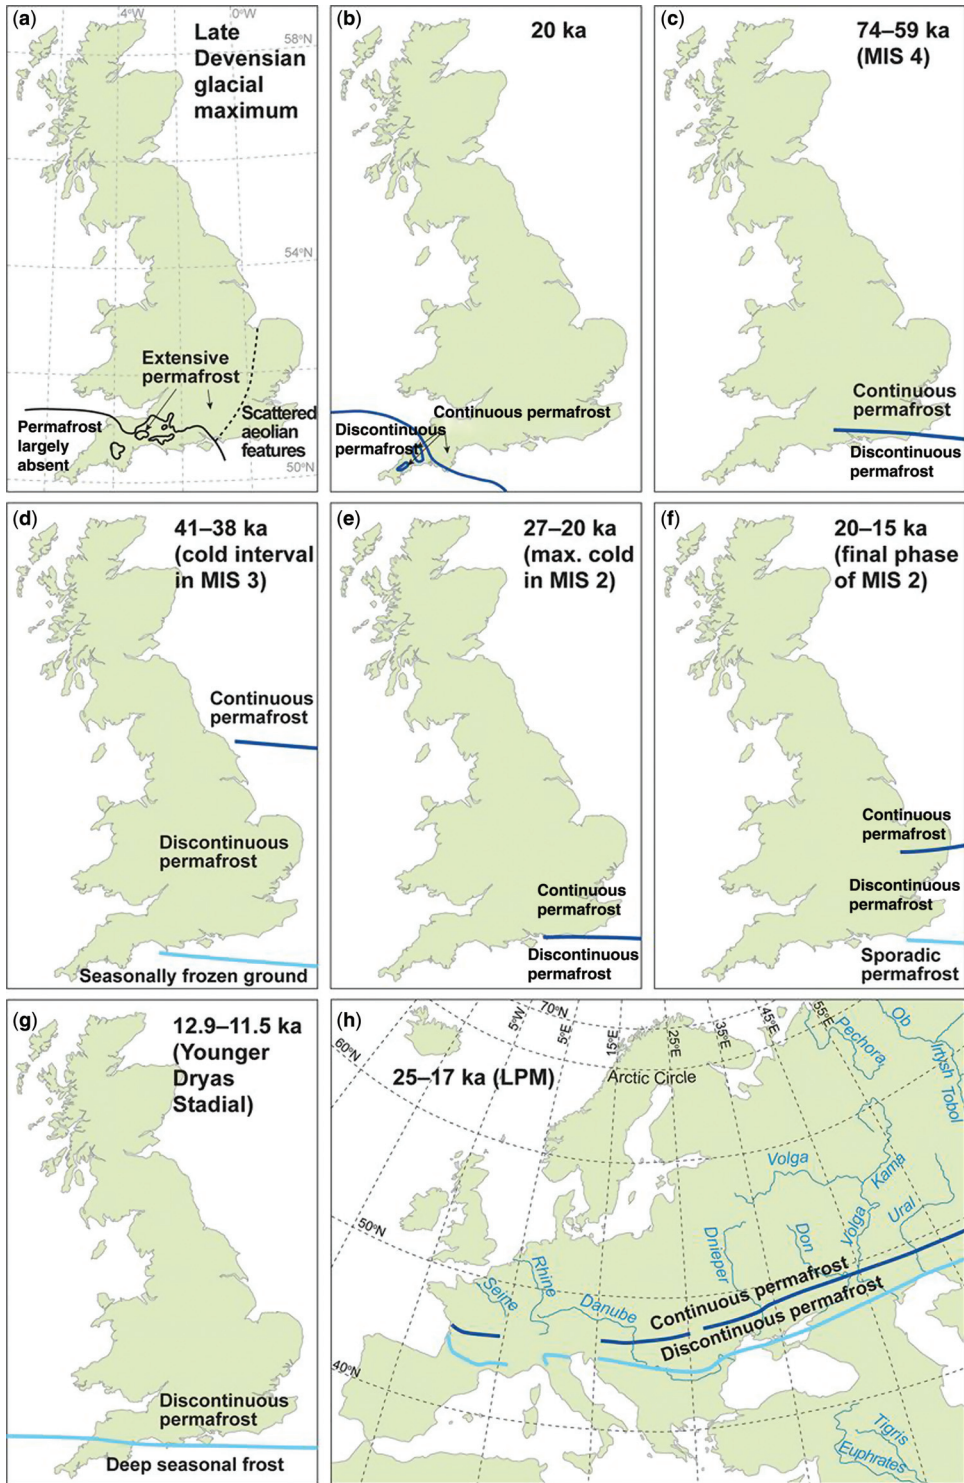 (a)
4°W
0°W
58°N
Late
Devensian
glacial
maximum
54°N
Extensive
permafrost
Permafrost
largely
absent
Scattered
aeolian
features
50°N
(b)
20 ka
Continuous permafrost
Discontinuous
permafrost
(c)
74–59 ka
(MIS 4)
Continuous
permafrost
Discontinuous
permafrost
(d)
41–38 ka
(cold interval
in MIS 3)
Continuous
permafrost
Discontinuous
permafrost
Seasonally frozen ground
(e)
27–20 ka
(max. cold
in MIS 2)
Continuous
permafrost
Discontinuous
permafrost
(f)
20–15 ka
(final phase
of MIS 2)
Continuous
permafrost
Discontinuous
permafrost
Sporadic
permafrost
(g)
12.9–11.5 ka
(Younger
Dryas
Stadial)
Discontinuous
permafrost
Deep seasonal frost
(h)
60°N
5°W
70°N
5°E
15°E
25°E
35°E
45°E
55°E
Pechora
Ob
Irtysh
Tobol
25–17 ka (LPM)
Arctic Circle
Volga
Kama
50°N
Ural
Rhine
Dnieper
Don
Volga
Seine
Danube
Continuous permafrost
Discontinuous permafrost
40°N
Tigris
Euphrates